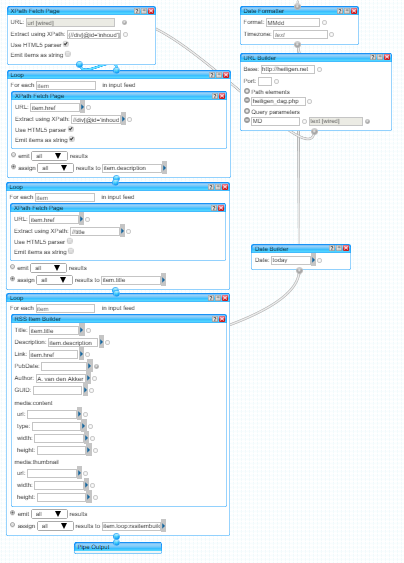 XPath Fetch Page
URL: url [wired]
Extract using XPath: (//div[@id='inhoud']
Use HTML5 parser
Emit items as string
Loop
For each item in input feed
XPath Fetch Page
URL: item.href
Extract using XPath: //div[@id='inhoud
Use HTML5 parser
Emit items as string
emit all results
assign all results to item.description
Loop
For each item in input feed
XPath Fetch Page
URL: item.href
Extract using XPath: //title
Use HTML5 parser
Emit items as string
emit all results
assign all results to item.title
Loop
For each item in input feed
RSS Item Builder
Title: item.title
Description: item.description
Link: item.href
PubDate:
Author: A. van den Akker
GUID:
media:content
url:
type:
width:
height:
media:thumbnail
url:
width:
height:
emit all results
assign all results to item.loop:rssitembuild
Pipe Output
Date Formatter
Format: MMdd
Timezone: text
URL Builder
Base: http://heiligen.net
Port:
Path elements
heiligen_dag.php
Query parameters
MD text [wired]
Date Builder
Date: today